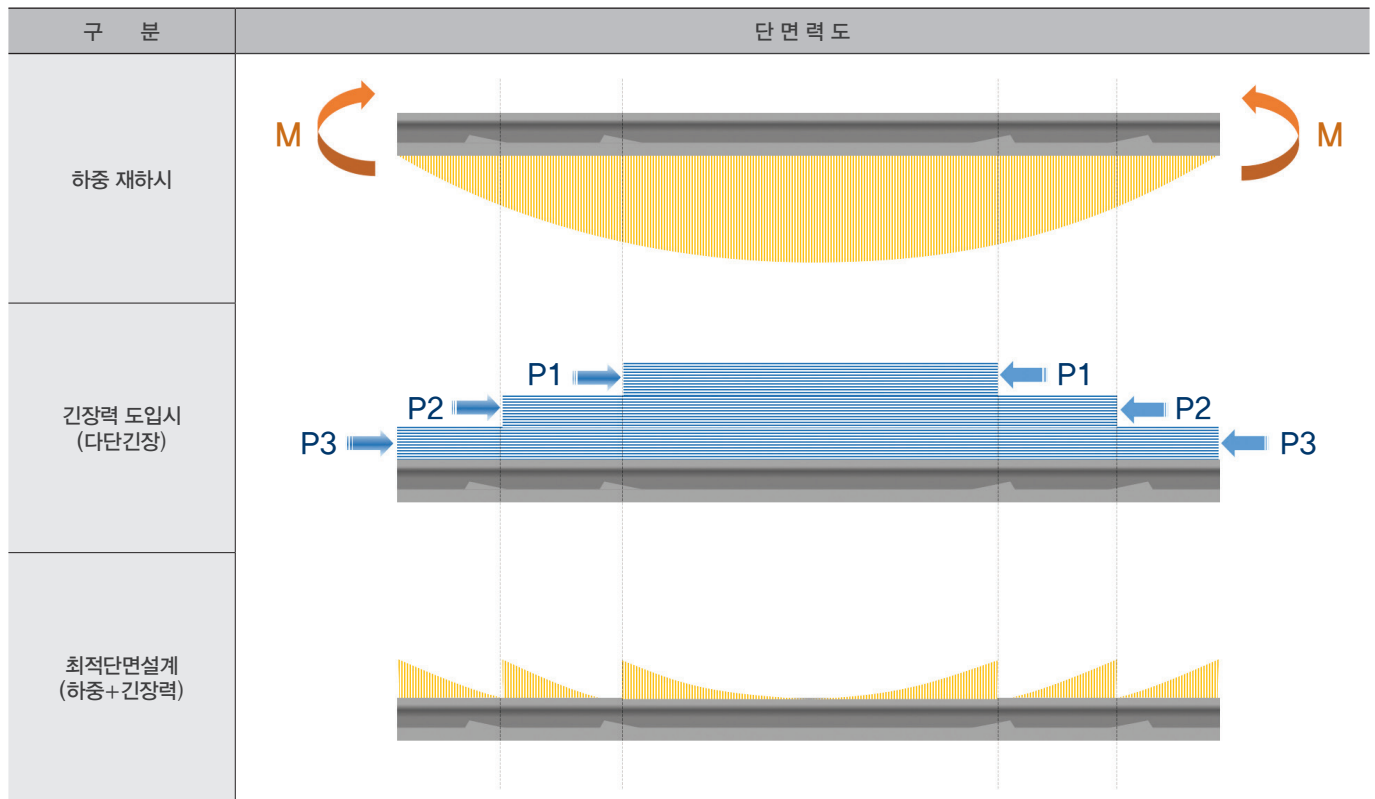 구 분
단 면 력 도
하중 재하시
M
M
긴장력 도입시
(다단긴장)
P1
P1
P2
P2
P3
P3
최적단면설계
(하중+긴장력)